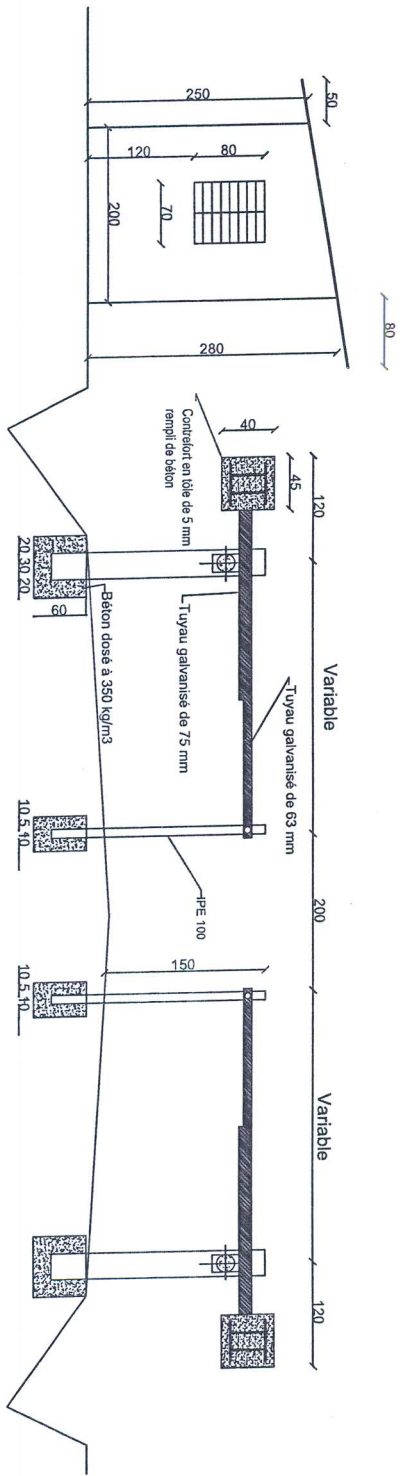 50
80
250
120
80
70
200
280
120
Variable
200
Variable
120
45
40
Contrefort en tôle de 5 mm
rempli de béton
Tuyau galvanisé de 63 mm
Tuyau galvanisé de 75 mm
IPE 100
150
Béton dosé à 350 kg/m3
60
20 30 20
10 5 10
10 5 10